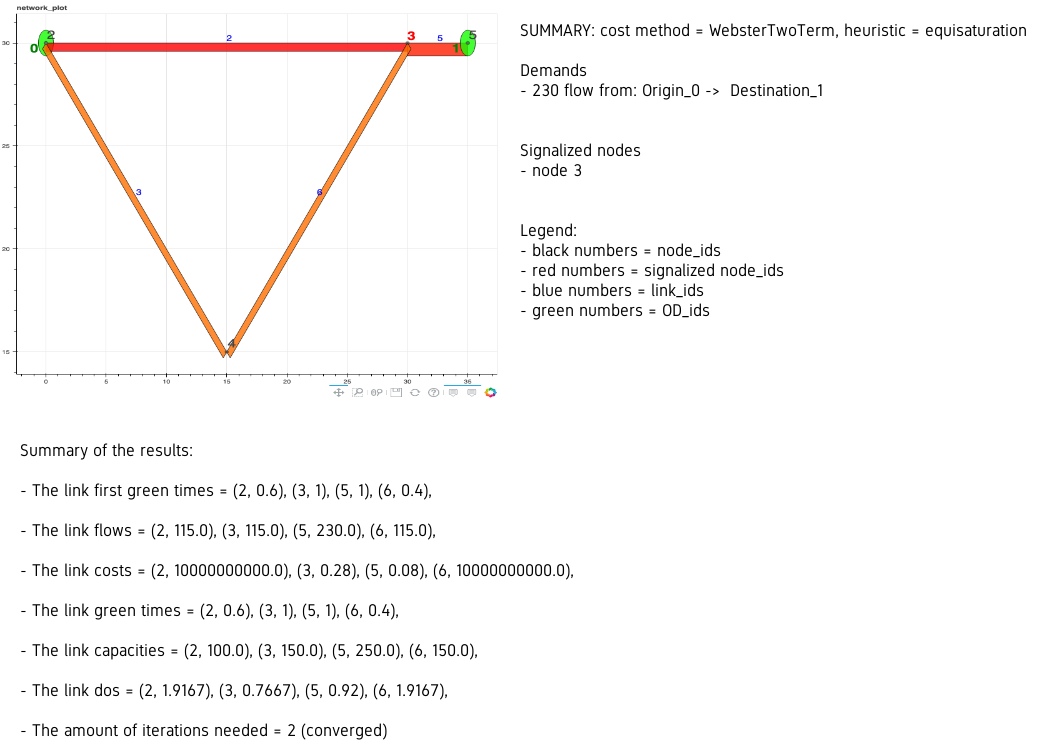 network_plot
30
25
20
15
0
5
10
15
20
25
30
35
2
0
2
5
3
5
1
3
6
4
SUMMARY: cost method = WebsterTwoTerm, heuristic = equisaturation
Demands
- 230 flow from: Origin_0 -> Destination_1
Signalized nodes
- node 3
Legend:
- black numbers = node_ids
- red numbers = signalized node_ids
- blue numbers = link_ids
- green numbers = OD_ids
Summary of the results:
- The link first green times = (2, 0.6), (3, 1), (5, 1), (6, 0.4),
- The link flows = (2, 115.0), (3, 115.0), (5, 230.0), (6, 115.0),
- The link costs = (2, 10000000000.0), (3, 0.28), (5, 0.08), (6, 10000000000.0),
- The link green times = (2, 0.6), (3, 1), (5, 1), (6, 0.4),
- The link capacities = (2, 100.0), (3, 150.0), (5, 250.0), (6, 150.0),
- The link dos = (2, 1.9167), (3, 0.7667), (5, 0.92), (6, 1.9167),
- The amount of iterations needed = 2 (converged)